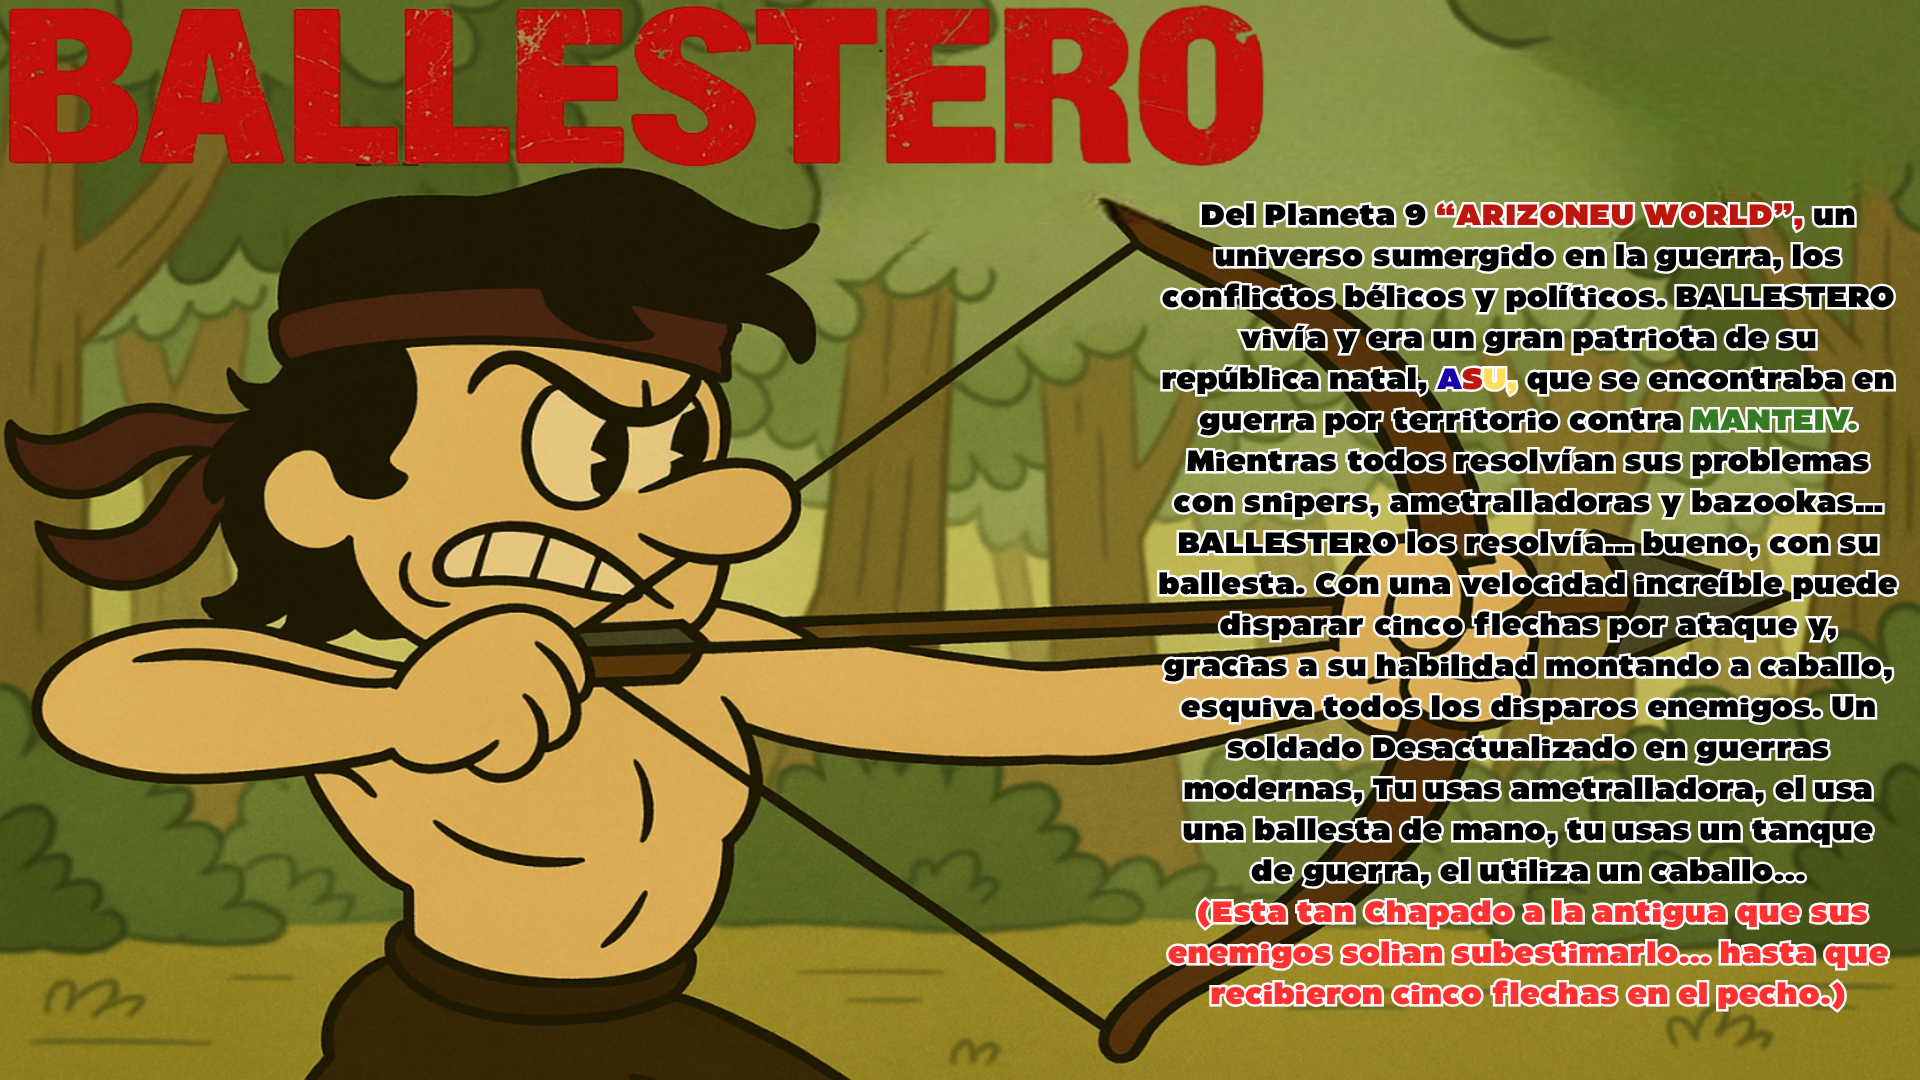 BALLESTERO
Del Planeta 9 “ARIZONEU WORLD”, un
universo sumergido en la guerra, los
conflictos bélicos y políticos. BALLESTERO
vivía y era un gran patriota de su
república natal, ASU, que se encontraba en
guerra por territorio contra MANTEIV.
Mientras todos resolvían sus problemas
con snipers, ametralladoras y bazookas...
BALLESTERO los resolvía... bueno, con su
ballesta. Con una velocidad increíble puede
disparar cinco flechas por ataque y,
gracias a su habilidad montando a caballo,
esquiva todos los disparos enemigos. Un
soldado Desactualizado en guerras
modernas, Tu usas ametralladora, el usa
una ballesta de mano, tu usas un tanque
de guerra, el utiliza un caballo...
(Esta tan Chapado a la antigua que sus
enemigos solian subestimarlo... hasta que
recibieron cinco flechas en el pecho.)